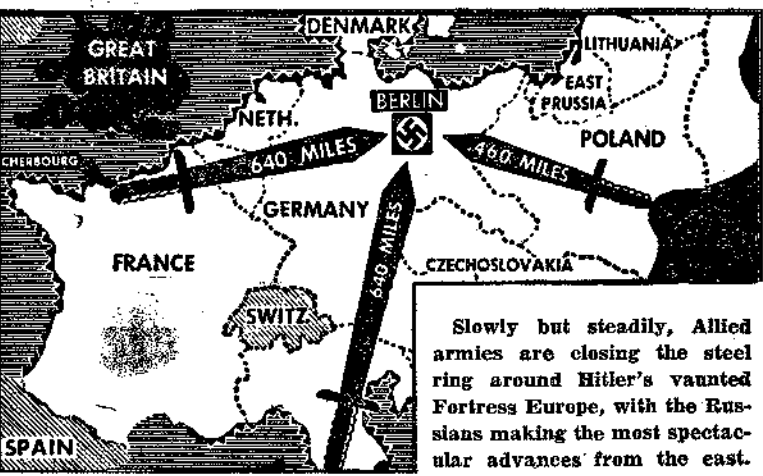 DENMARK
GREAT
BRITAIN
LITHUANIA
EAST
PRUSSIA
BERLIN
NETH.
POLAND
CHERBOURG
640 MILES
460 MILES
GERMANY
640 MILES
FRANCE
CZECHOSLOVAKIA
SWITZ.
SPAIN
Slowly but steadily, Allied
armies are closing the steel
ring around Hitler's vaunted
Fortress Europe, with the Rus-
sians making the most spectac-
ular advances from the east.